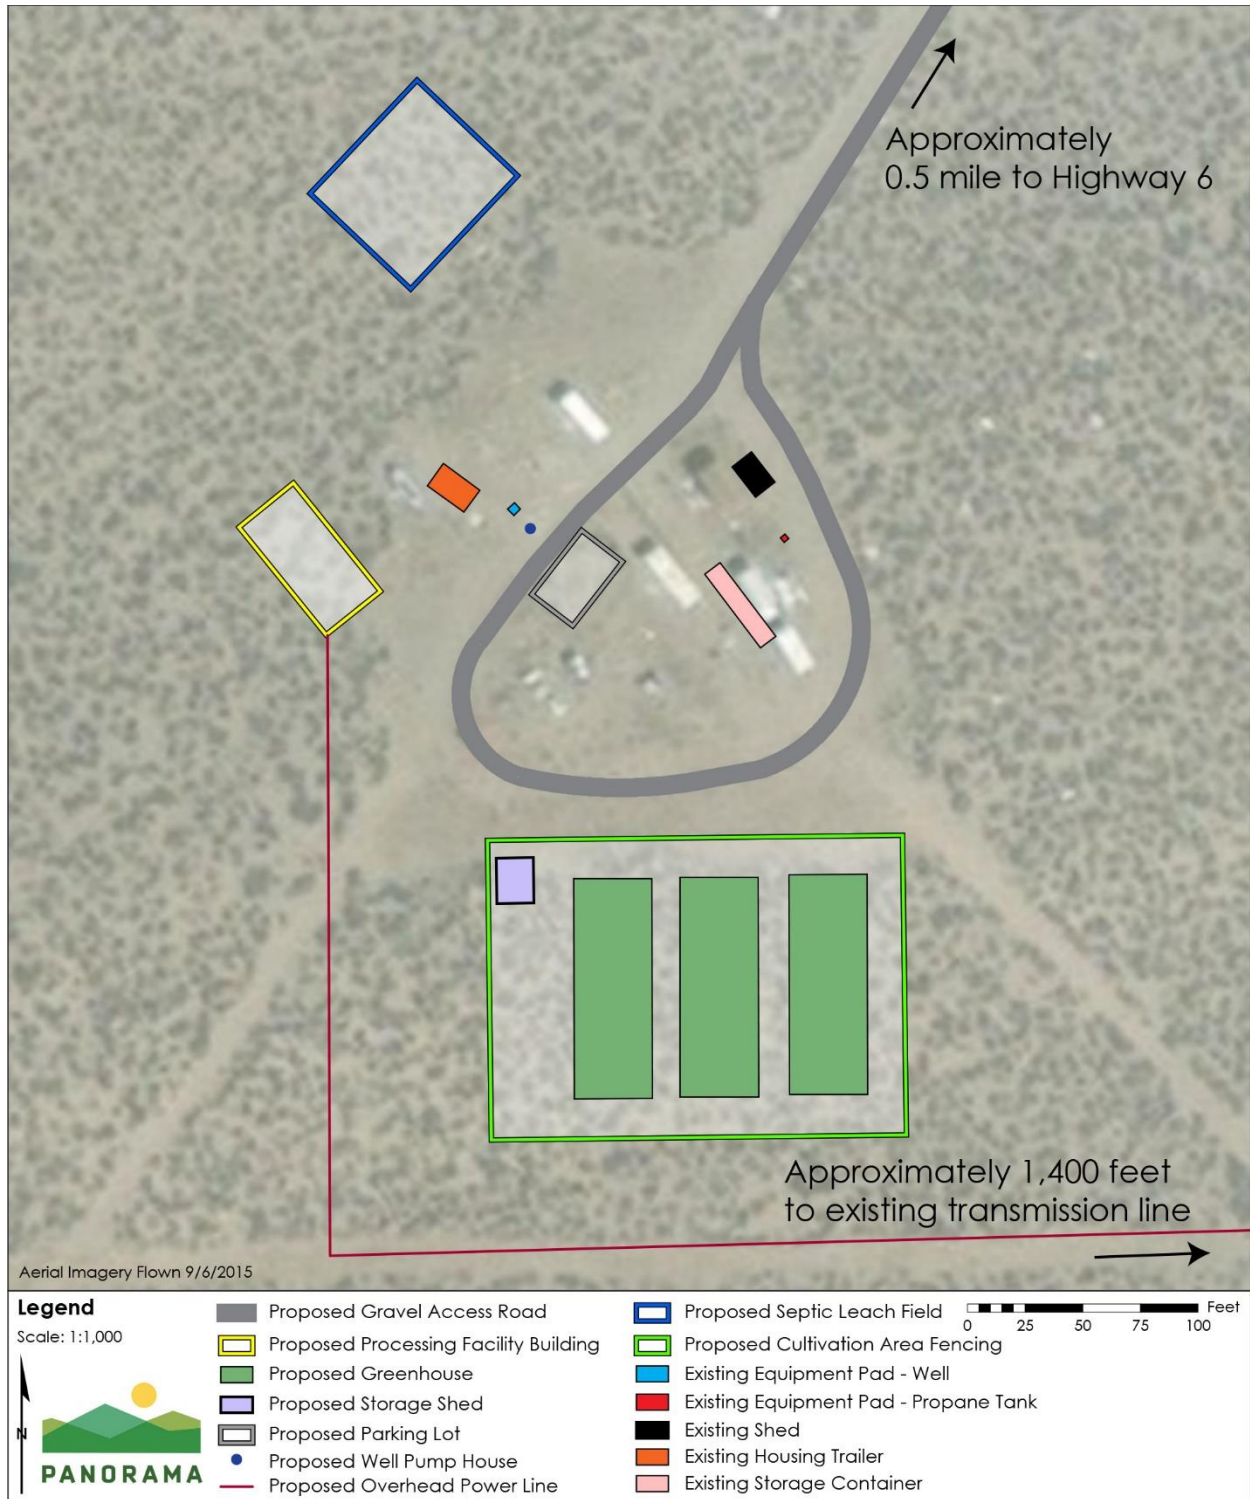 Approximately
0.5 mile to Highway 6
Approximately 1,400 feet
to existing transmission line
Aerial Imagery Flown 9/6/2015
Legend
Scale: 1:1,000
N
PANORAMA
Proposed Gravel Access Road
Proposed Processing Facility Building
Proposed Greenhouse
Proposed Storage Shed
Proposed Parking Lot
Proposed Well Pump House
Proposed Overhead Power Line
Proposed Septic Leach Field
Proposed Cultivation Area Fencing
Existing Equipment Pad - Well
Existing Equipment Pad - Propane Tank
Existing Shed
Existing Housing Trailer
Existing Storage Container
Feet
0 25 50 75 100